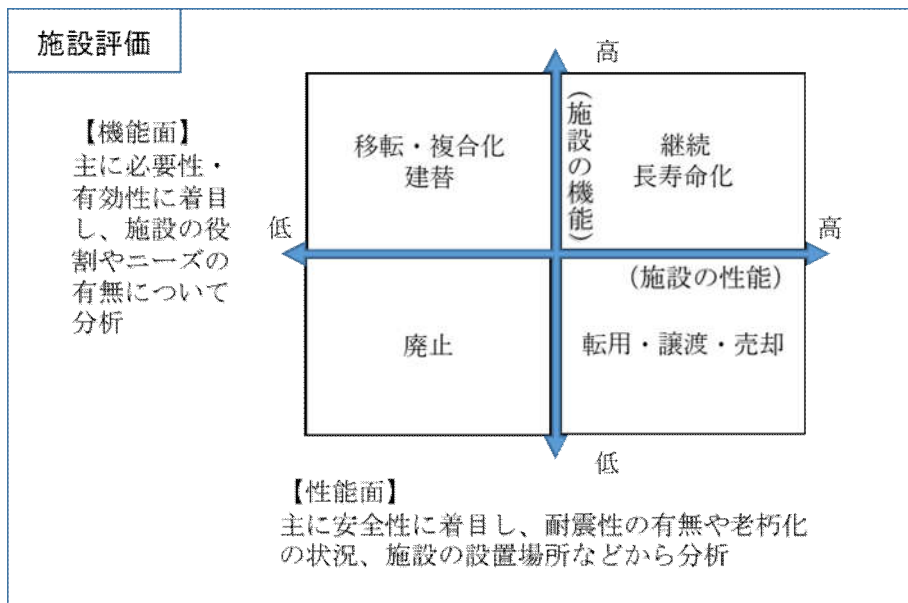 施設評価
高
【機能面】
主に必要性・
有効性に着目
し、施設の役
割やニーズの
有無について
分析
移転・複合化
建替
(施設の機能)
継続
長寿命化
低
高
(施設の性能)
廃止
転用・譲渡・売却
低
【性能面】
主に安全性に着目し、耐震性の有無や老朽化
の状況、施設の設置場所などから分析